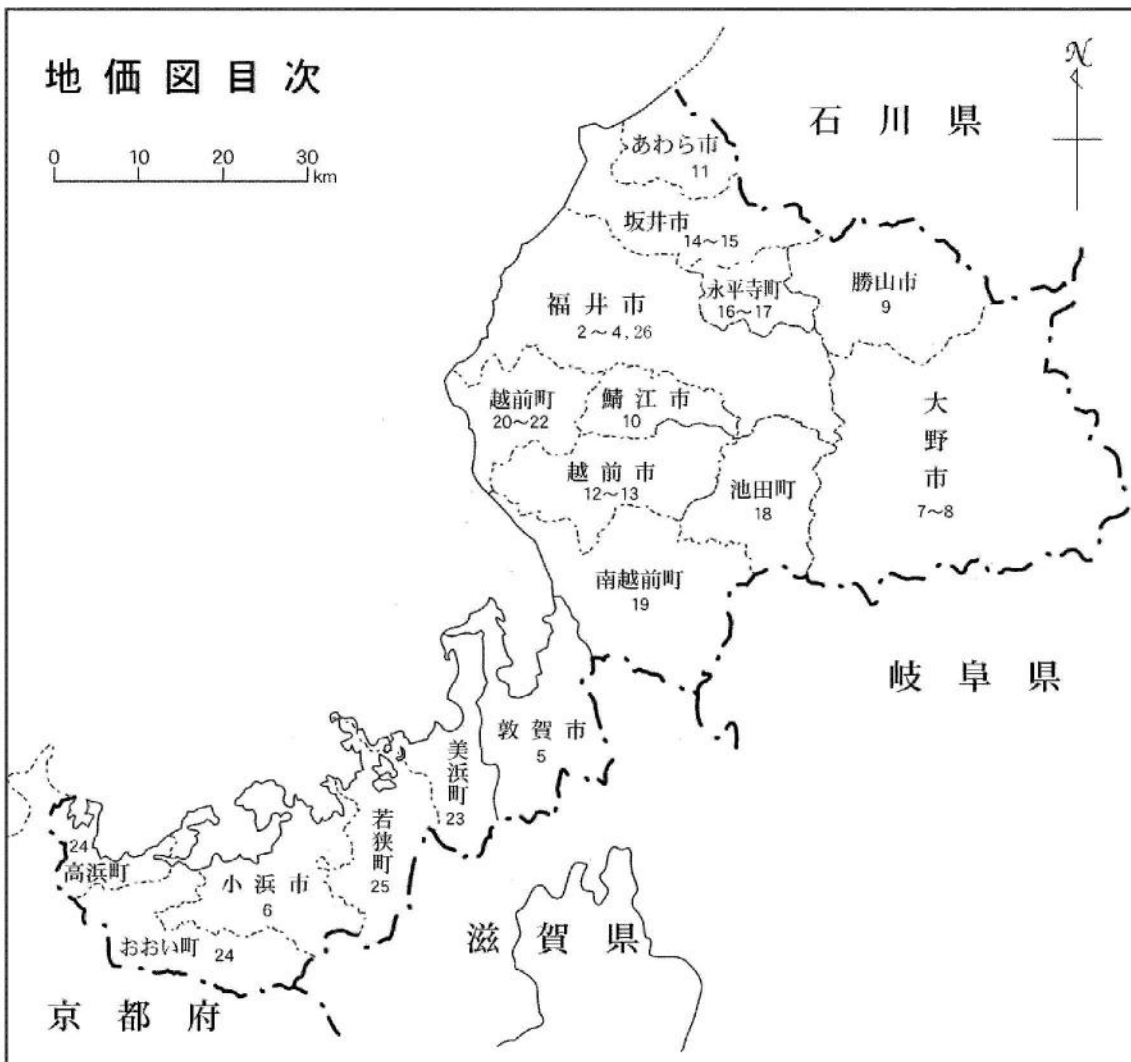 地価図目次
N
0 10 20 30
km
石川県
あわら市
11
坂井市
14～15
勝山市
9
永平寺町
16～17
福井市
2～4,26
大野市
7～8
越前町
20～22
鯖江市
10
越前市
12～13
池田町
18
南越前町
19
岐阜県
敦賀市
5
美浜町
23
若狭町
25
24
高浜町
小浜市
6
おおい町 24
滋賀県
京都府